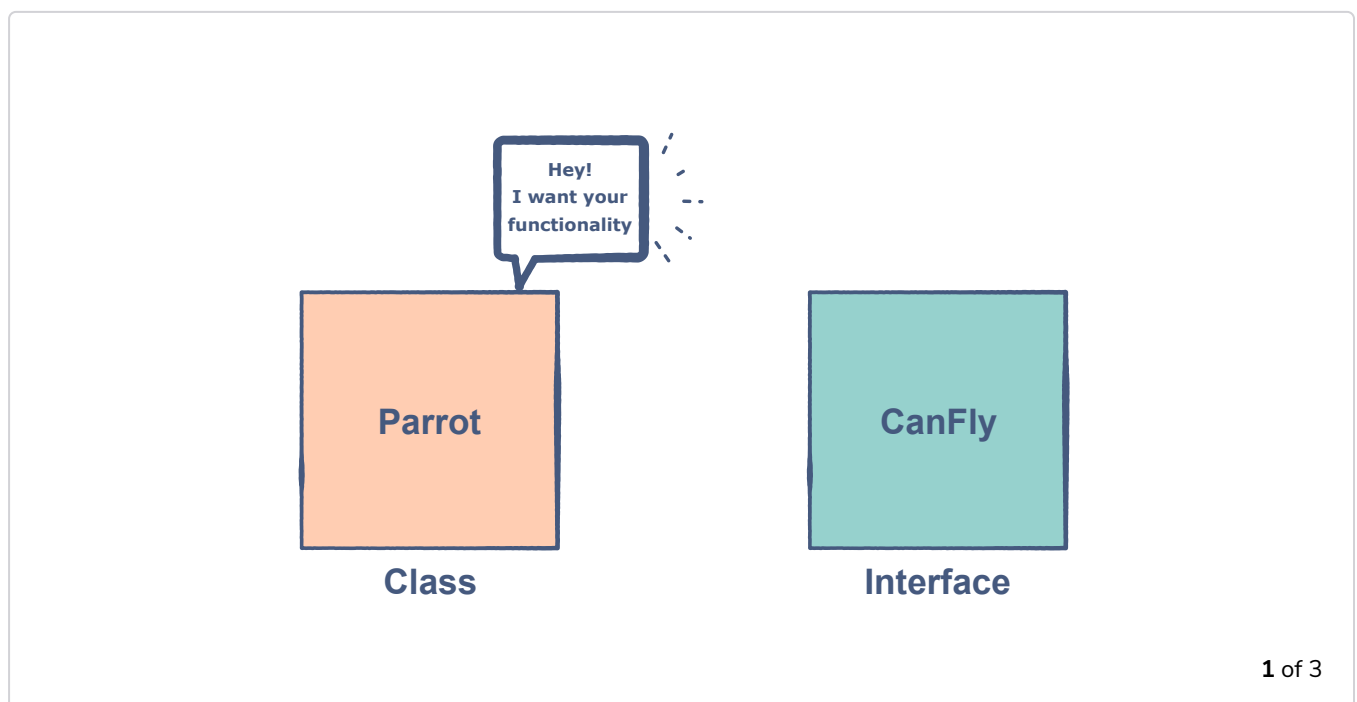 Hey!
I want your
functionality
Parrot
CanFly
Class
Interface
1 of 3